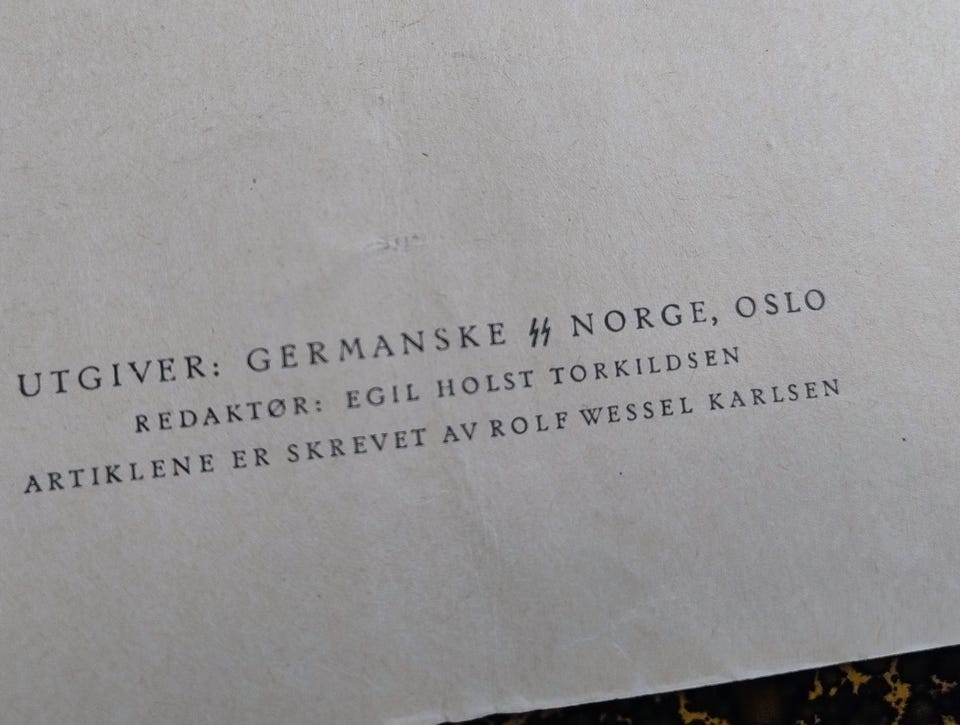 UTGIVER: GERMANSKE ᛋᛋ NORGE, OSLO
REDAKTØR: EGIL HOLST TORKILDSEN
ARTIKLENE ER SKREVET AV ROLF WESSEL KARLSEN